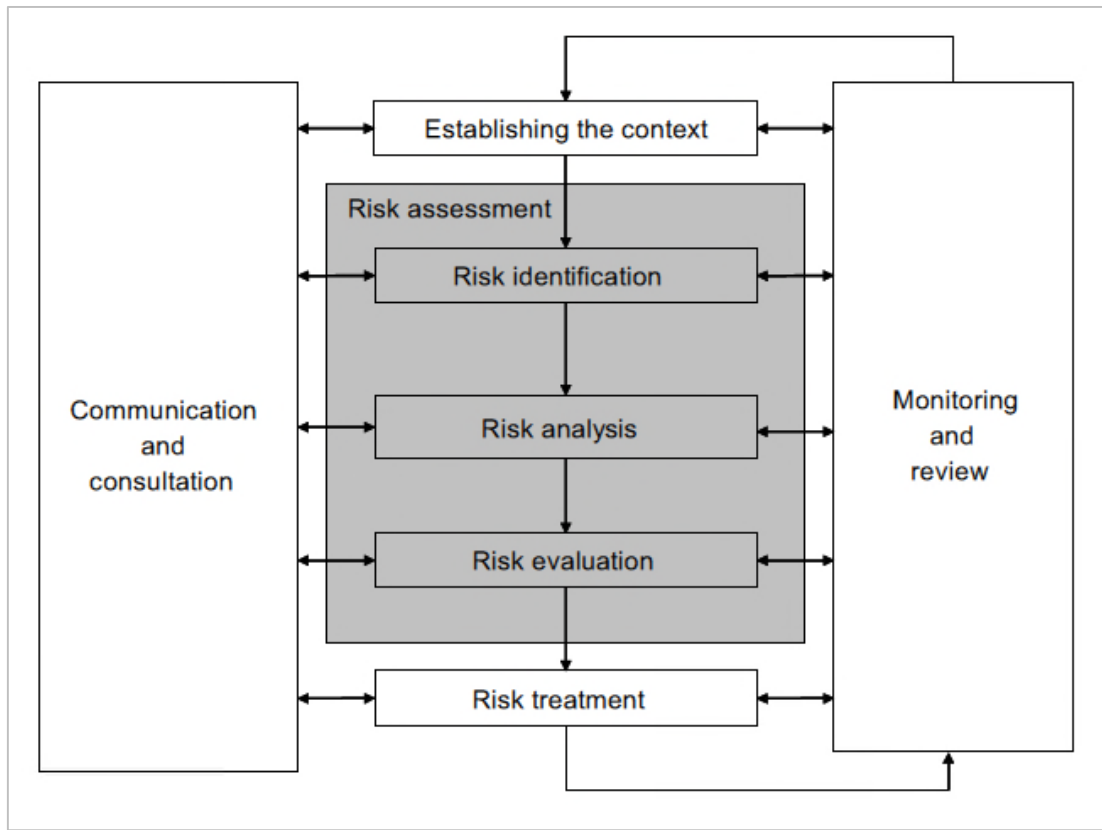 Establishing the context
Risk assessment
Risk identification
Communication
and
consultation
Risk analysis
Monitoring
and
review
Risk evaluation
Risk treatment